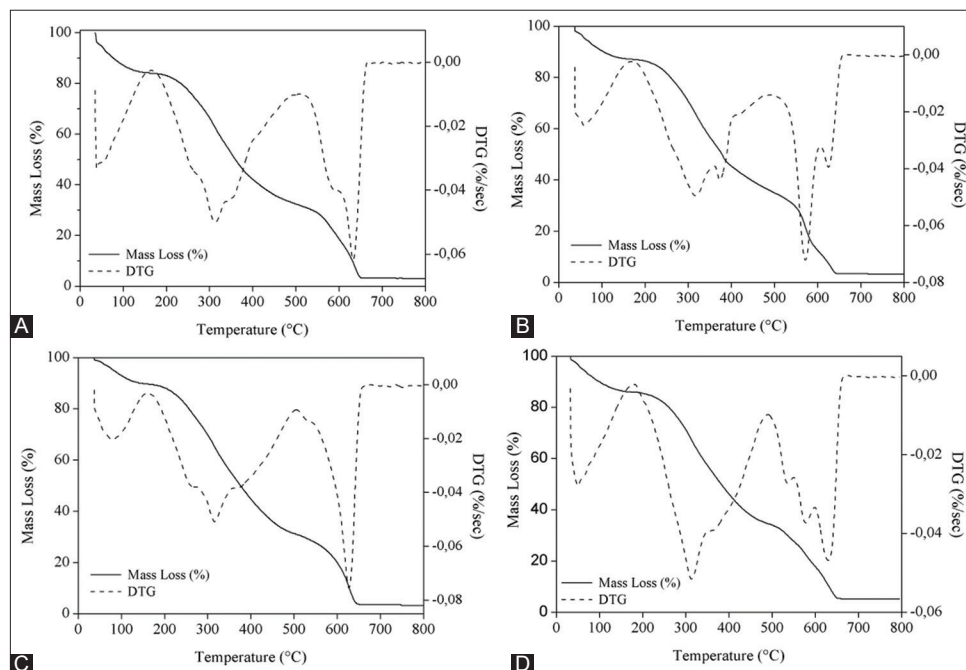 100
80
60
40
20
0
Mass Loss (%)
0,00
-0,02
-0,04
-0,06
DTG (%/sec)
Mass Loss (%)
DTG
0 100 200 300 400 500 600 700 800
Temperature (°C)
A
100
80
60
40
20
0
Mass Loss (%)
0,00
-0,02
-0,04
-0,06
-0,08
DTG (%/sec)
Mass Loss (%)
DTG
0 100 200 300 400 500 600 700 800
Temperature (°C)
B
100
80
60
40
20
0
Mass Loss (%)
0,00
-0,02
-0,04
-0,06
-0,08
DTG (%/sec)
Mass Loss (%)
DTG
0 100 200 300 400 500 600 700 800
Temperature (°C)
C
100
80
60
40
20
0
Mass Loss (%)
0,00
-0,02
-0,04
-0,06
DTG (%/sec)
Mass Loss (%)
DTG
0 100 200 300 400 500 600 700 800
Temperature (°C)
D